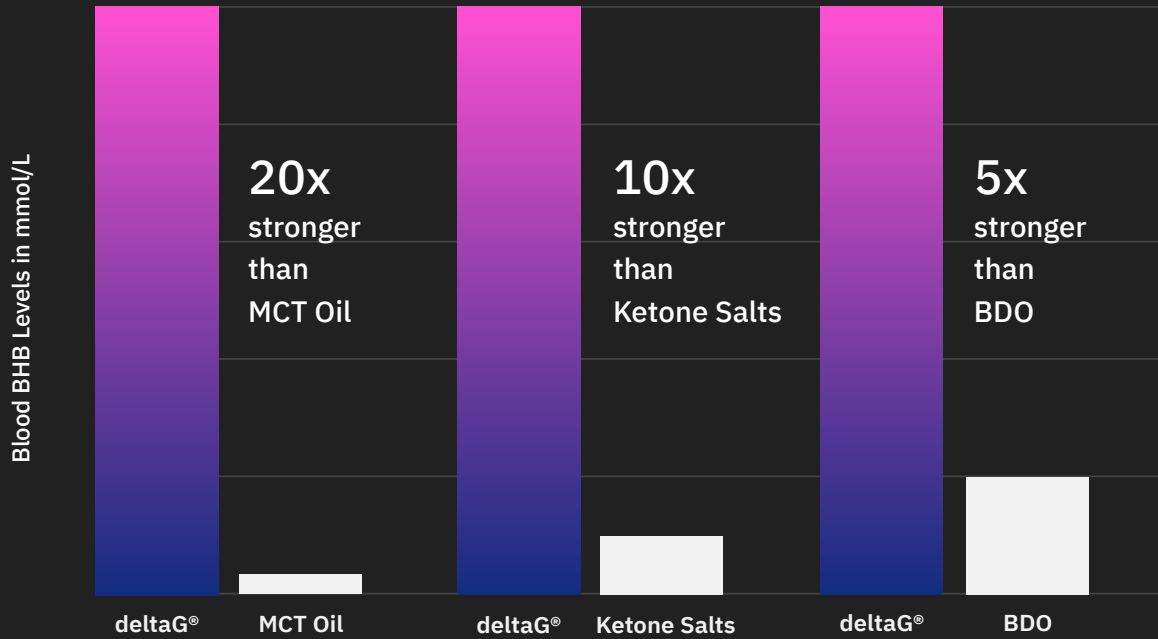 Blood BHB Levels in mmol/L
20x
stronger
than
MCT Oil
10x
stronger
than
Ketone Salts
5x
stronger
than
BDO
deltaG®
MCT Oil
deltaG®
Ketone Salts
deltaG®
BDO